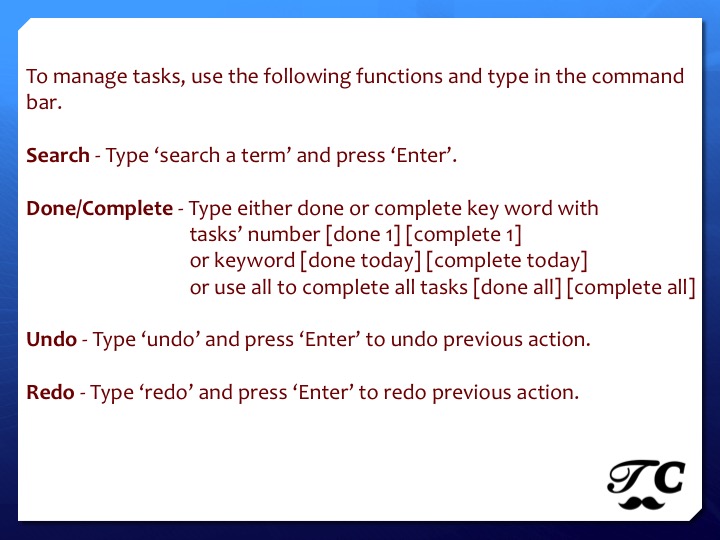 To manage tasks, use the following functions and type in the command
bar.
Search - Type ‘search a term’ and press ‘Enter’.
Done/Complete - Type either done or complete key word with
tasks’ number [done 1] [complete 1]
or keyword [done today] [complete today]
or use all to complete all tasks [done all] [complete all]
Undo - Type ‘undo’ and press ‘Enter’ to undo previous action.
Redo - Type ‘redo’ and press ‘Enter’ to redo previous action.
TC